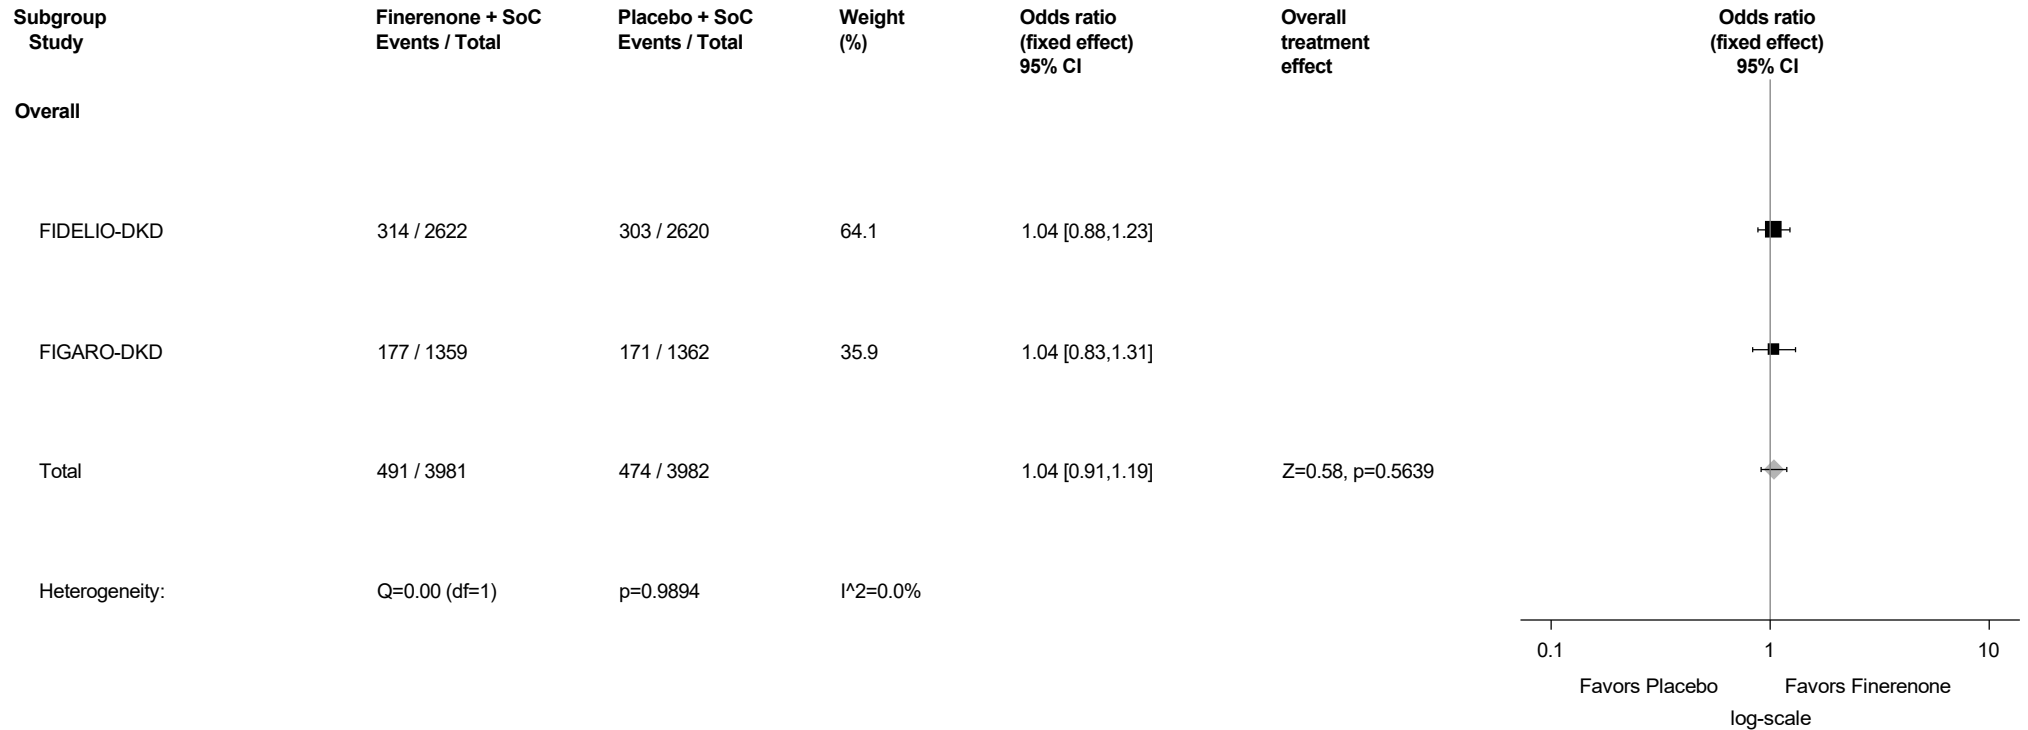 Subgroup Finerenone + SoC Placebo + SoC Weight Odds ratio Overall Odds ratio
Study Events / Total Events / Total (%) (fixed effect) treatment (fixed effect)
95% CI effect 95% CI
Overall
FIDELIO-DKD 314 / 2622 303 / 2620 64.1 1.04 [0.88,1.23]
FIGARO-DKD 177 / 1359 171 / 1362 35.9 1.04 [0.83,1.31]
Total 491 / 3981 474 / 3982 1.04 [0.91,1.19] Z=0.58, p=0.5639
Heterogeneity: Q=0.00 (df=1) p=0.9894 I^2=0.0%
0.1 1 10
Favors Placebo Favors Finerenone
log-scale